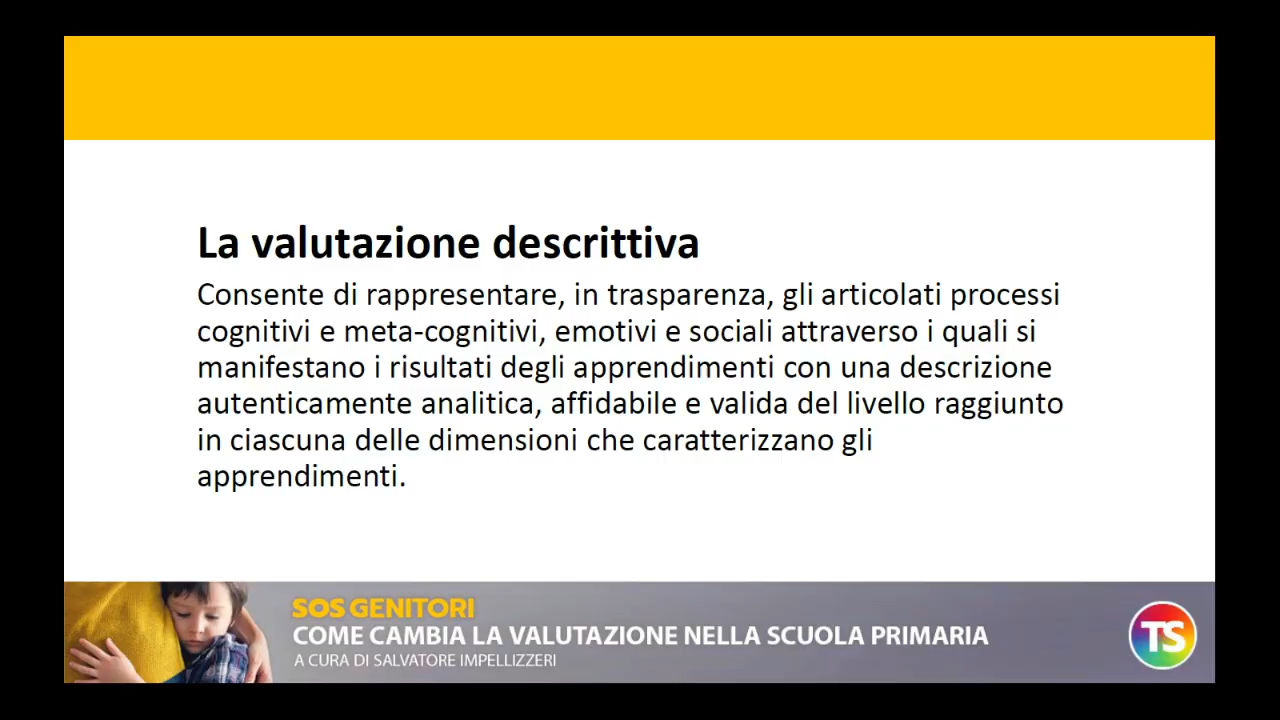 La valutazione descrittiva
Consente di rappresentare, in trasparenza, gli articolati processi
cognitivi e meta-cognitivi, emotivi e sociali attraverso i quali si
manifestano i risultati degli apprendimenti con una descrizione
autenticamente analitica, affidabile e valida del livello raggiunto
in ciascuna delle dimensioni che caratterizzano gli
apprendimenti.
SOS GENITORI
COME CAMBIA LA VALUTAZIONE NELLA SCUOLA PRIMARIA
A CURA DI SALVATORE IMPELLIZZERI
TS